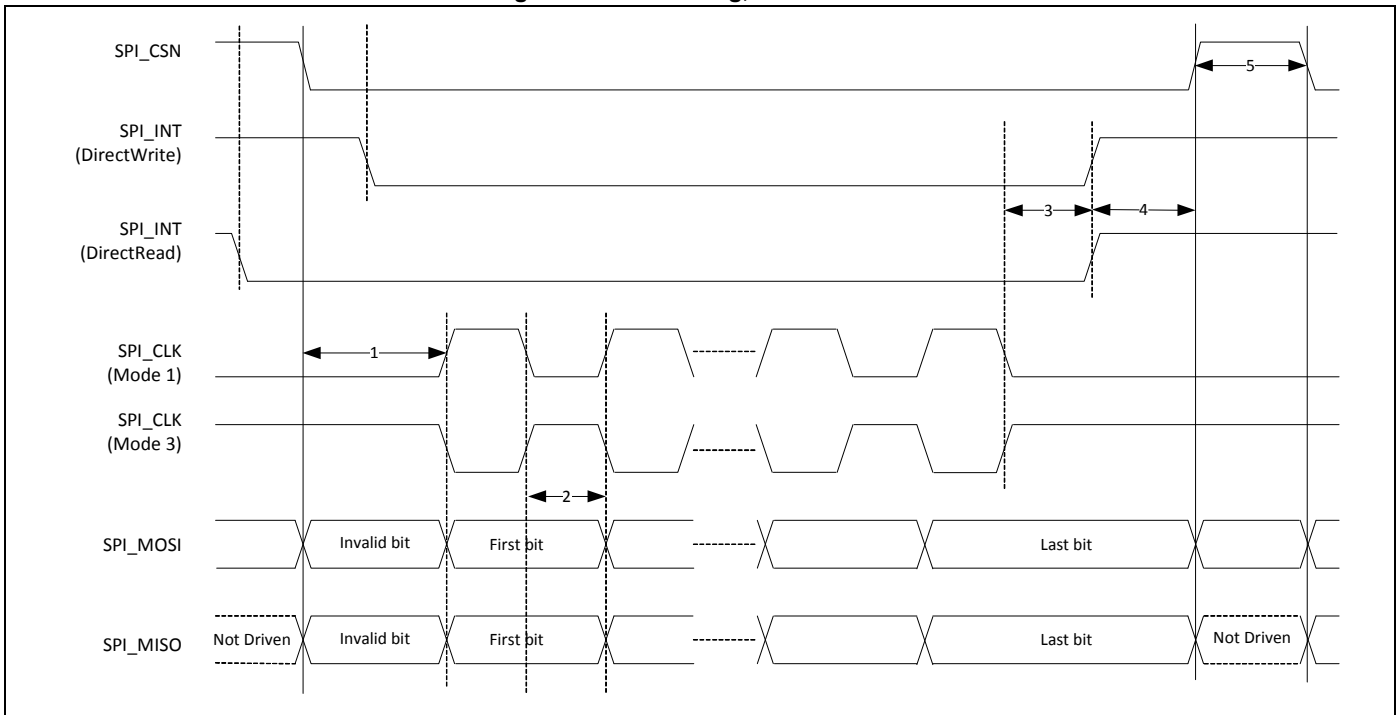 SPI_CSN
5
SPI_INT
(DirectWrite)
3
4
SPI_INT
(DirectRead)
SPI_CLK
(Mode 1)
1
SPI_CLK
(Mode 3)
2
SPI_MOSI
Invalid bit
First bit
Last bit
SPI_MISO
Not Driven
Invalid bit
First bit
Last bit
Not Driven